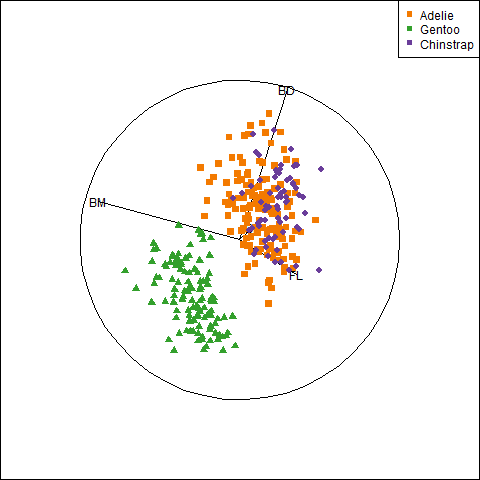 Adelie
Gentoo
Chinstrap
BD
BM
FL